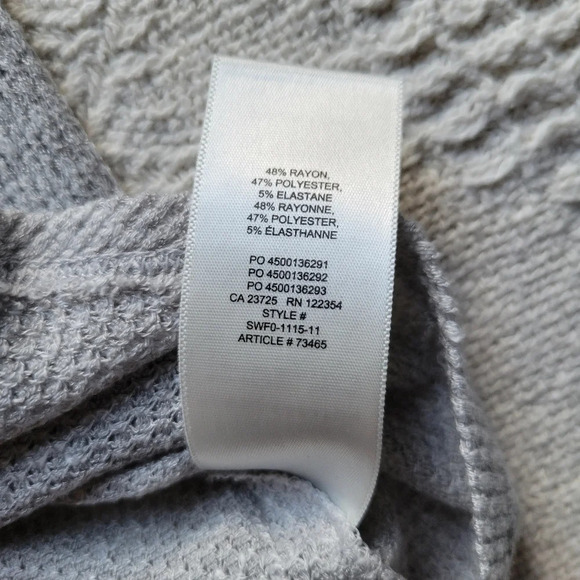 48% RAYON,
47% POLYESTER,
5% ELASTANE
48% RAYONNE,
47% POLYESTER,
5% ÉLASTHANNE
PO 4500136291
PO 4500136292
PO 4500136293
CA 23725 RN 122354
STYLE #
SWF0-1115-11
ARTICLE # 73465